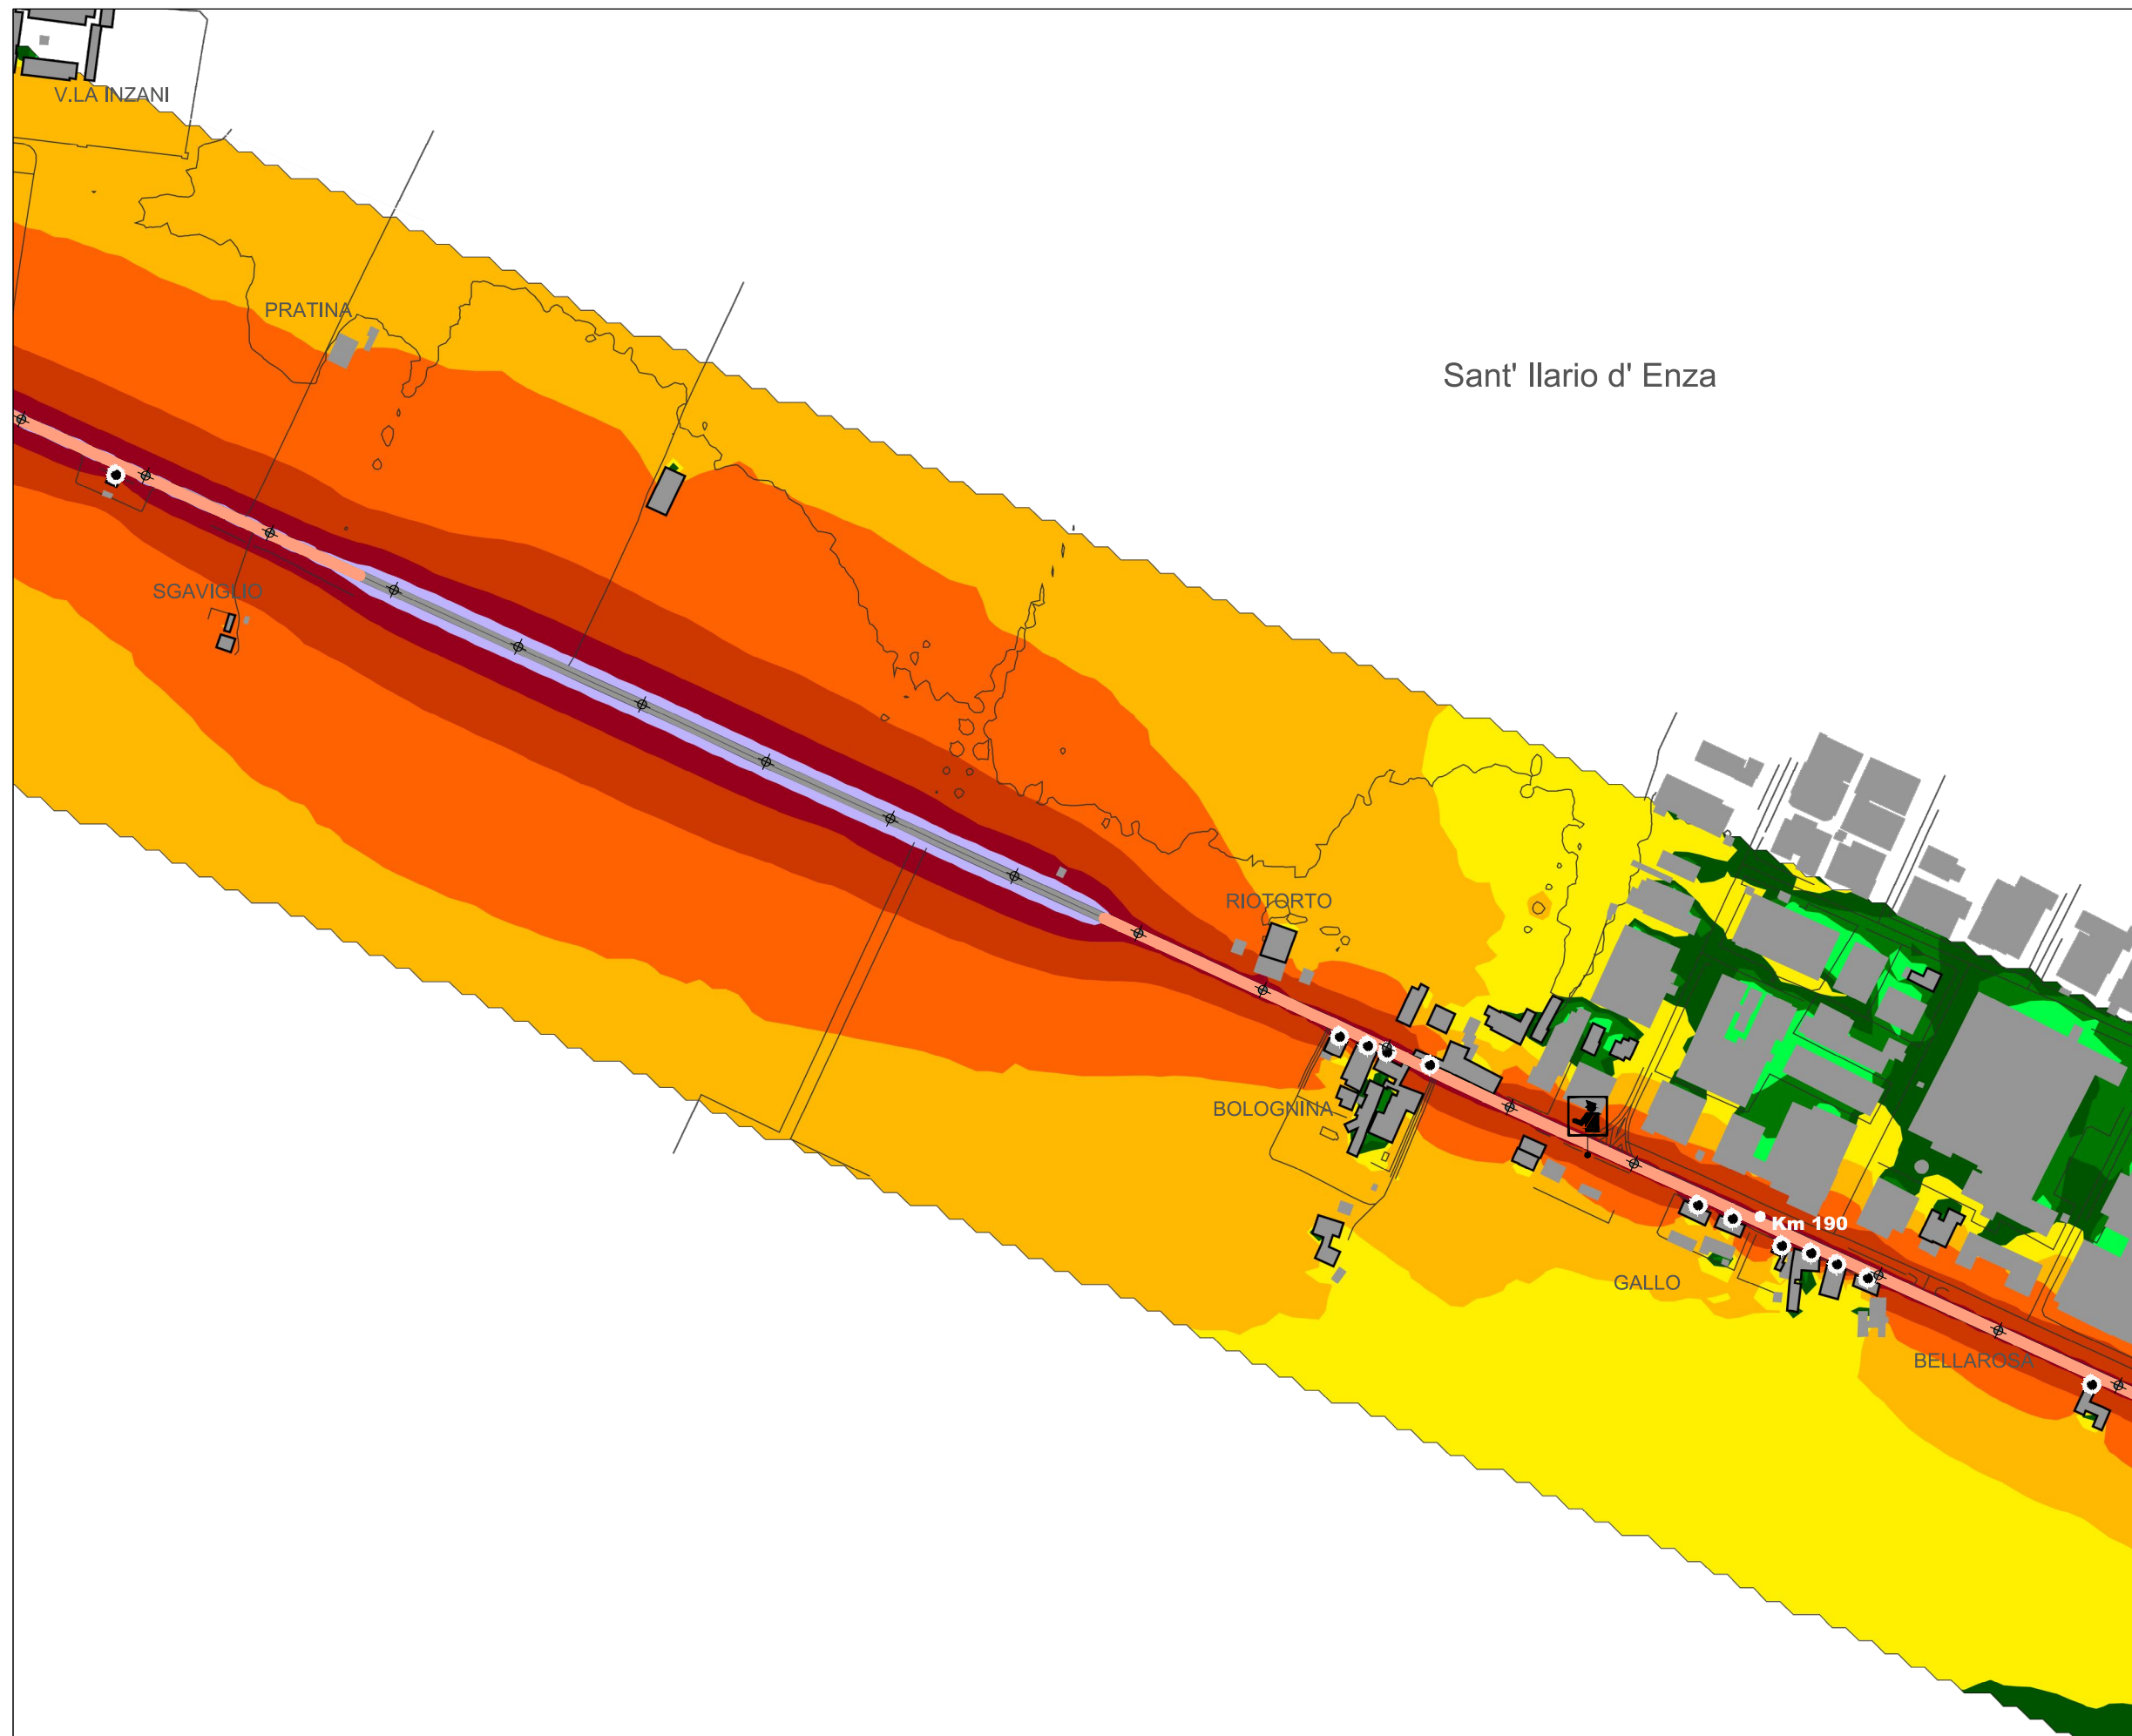 V.LA INZANI
PRATINA
Sant' Ilario d' Enza
SGAVIGLIO
RIOTORTO
BOLOGNINA
Km 190
GALLO
BELLAROSA